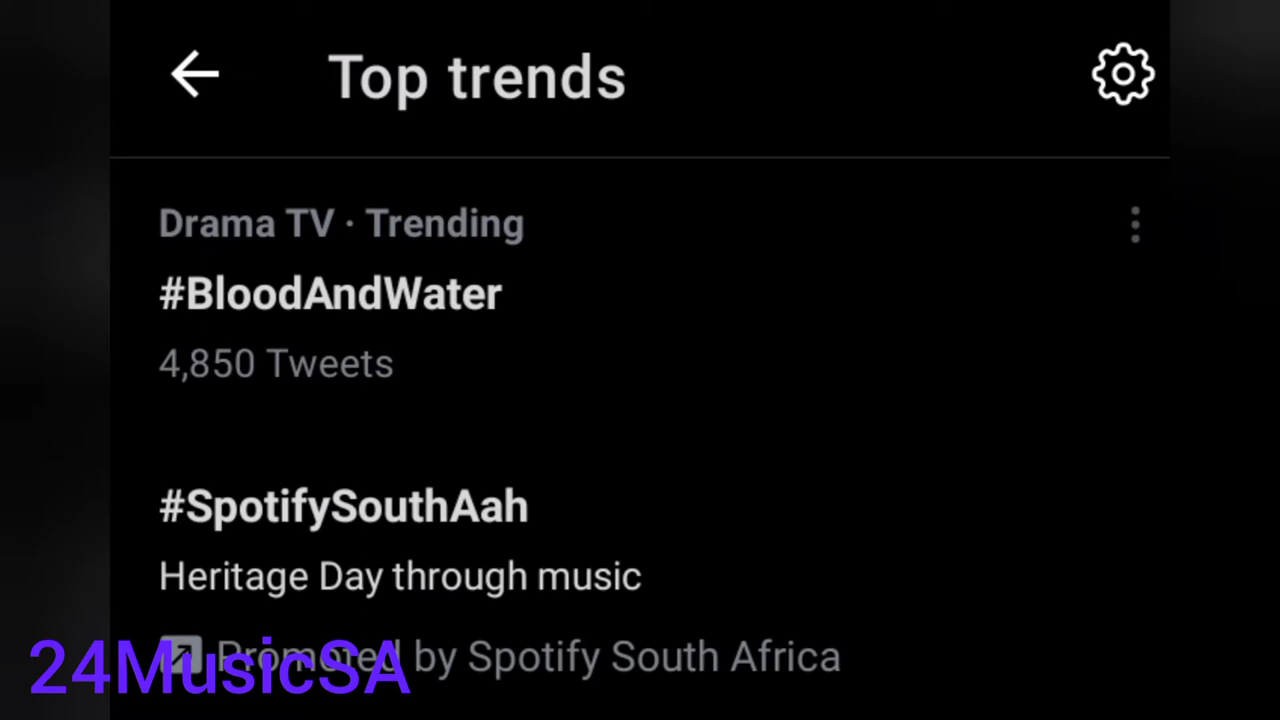 Top trends
Drama TV · Trending
#BloodAndWater
4,850 Tweets
#SpotifySouthAah
Heritage Day through music
Promoted by Spotify South Africa
24MusicSA